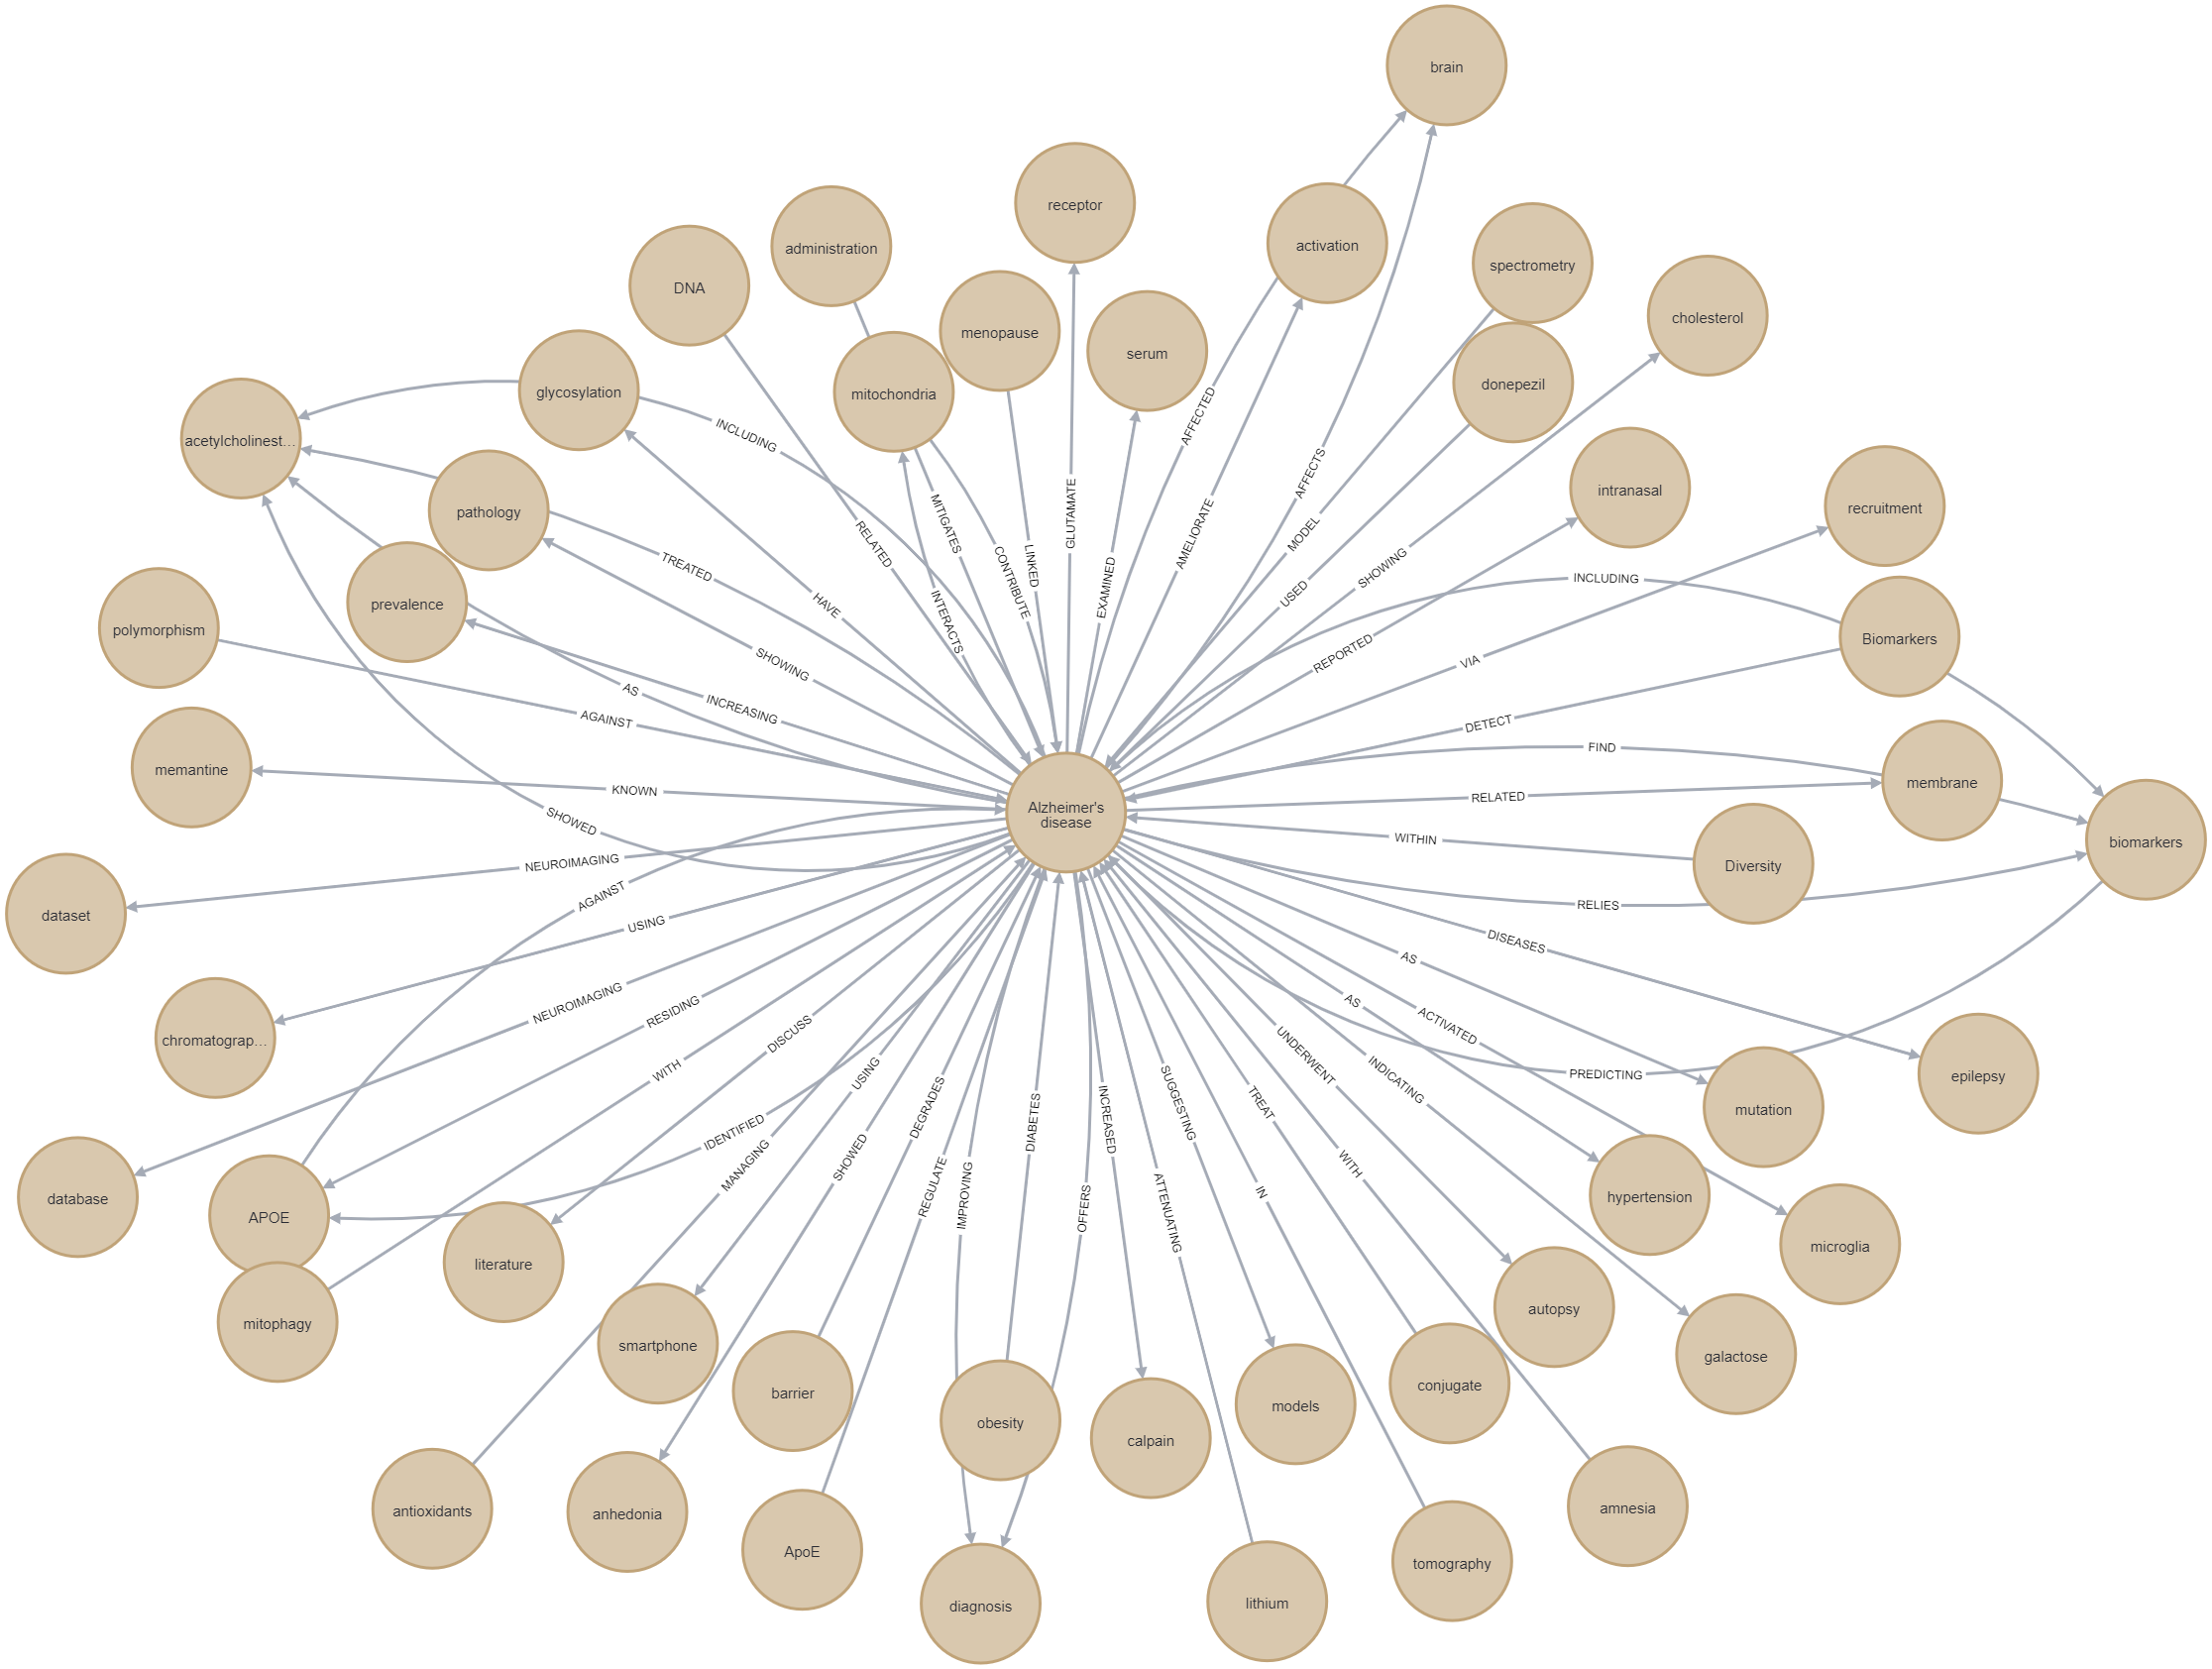 brain
receptor
administration
activation
spectrometry
DNA
cholesterol
menopause
serum
donepezil
glycosylation
mitochondria
acetylcholinest...
INCLUDING
AFFECTED
AFFECTS
intranasal
recruitment
pathology
GLUTAMATE
MITIGATES
RELATED
AMELIORATE
MODEL
TREATED
LINKED
CONTRIBUTE
EXAMINED
SHOWING
INCLUDING
USED
prevalence
HAVE
INTERACTS
polymorphism
Biomarkers
REPORTED
VIA
SHOWING
AS
INCREASING
AGAINST
DETECT
FIND
memantine
KNOWN
membrane
RELATED
Alzheimer's
disease
SHOWED
WITHIN
biomarkers
NEUROIMAGING
Diversity
AGAINST
RELIES
dataset
USING
DISEASES
AS
NEUROIMAGING
RESIDING
AS
ACTIVATED
DISCUSS
chromatograp...
UNDERWENT
INDICATING
PREDICTING
epilepsy
WITH
USING
DEGRADES
DIABETES
INCREASED
SUGGESTING
TREAT
mutation
IDENTIFIED
MANAGING
SHOWED
WITH
database
REGULATE
IMPROVING
OFFERS
ATTENUATING
IN
hypertension
APOE
microglia
literature
mitophagy
autopsy
smartphone
galactose
barrier
conjugate
models
obesity
calpain
antioxidants
anhedonia
amnesia
ApoE
tomography
diagnosis
lithium